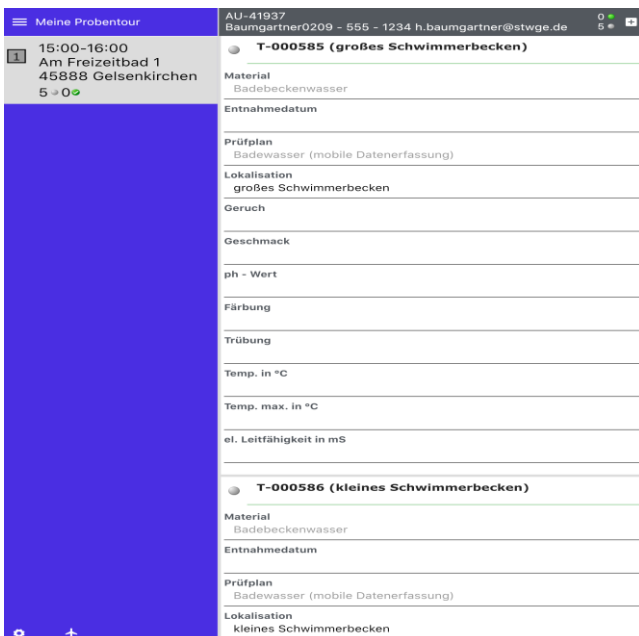 Meine Probentour
1
15:00-16:00
Am Freizeitbad 1
45888 Gelsenkirchen
5 0
AU-41937
Baumgartner0209 - 555 - 1234 h.baumgartner@stwge.de
0
5
T-000585 (großes Schwimmerbecken)
Material
Badebeckenwasser
Entnahmedatum
Prüfplan
Badewasser (mobile Datenerfassung)
Lokalisation
großes Schwimmerbecken
Geruch
Geschmack
ph - Wert
Färbung
Trübung
Temp. in °C
Temp. max. in °C
el. Leitfähigkeit in mS
T-000586 (kleines Schwimmerbecken)
Material
Badebeckenwasser
Entnahmedatum
Prüfplan
Badewasser (mobile Datenerfassung)
Lokalisation
kleines Schwimmerbecken